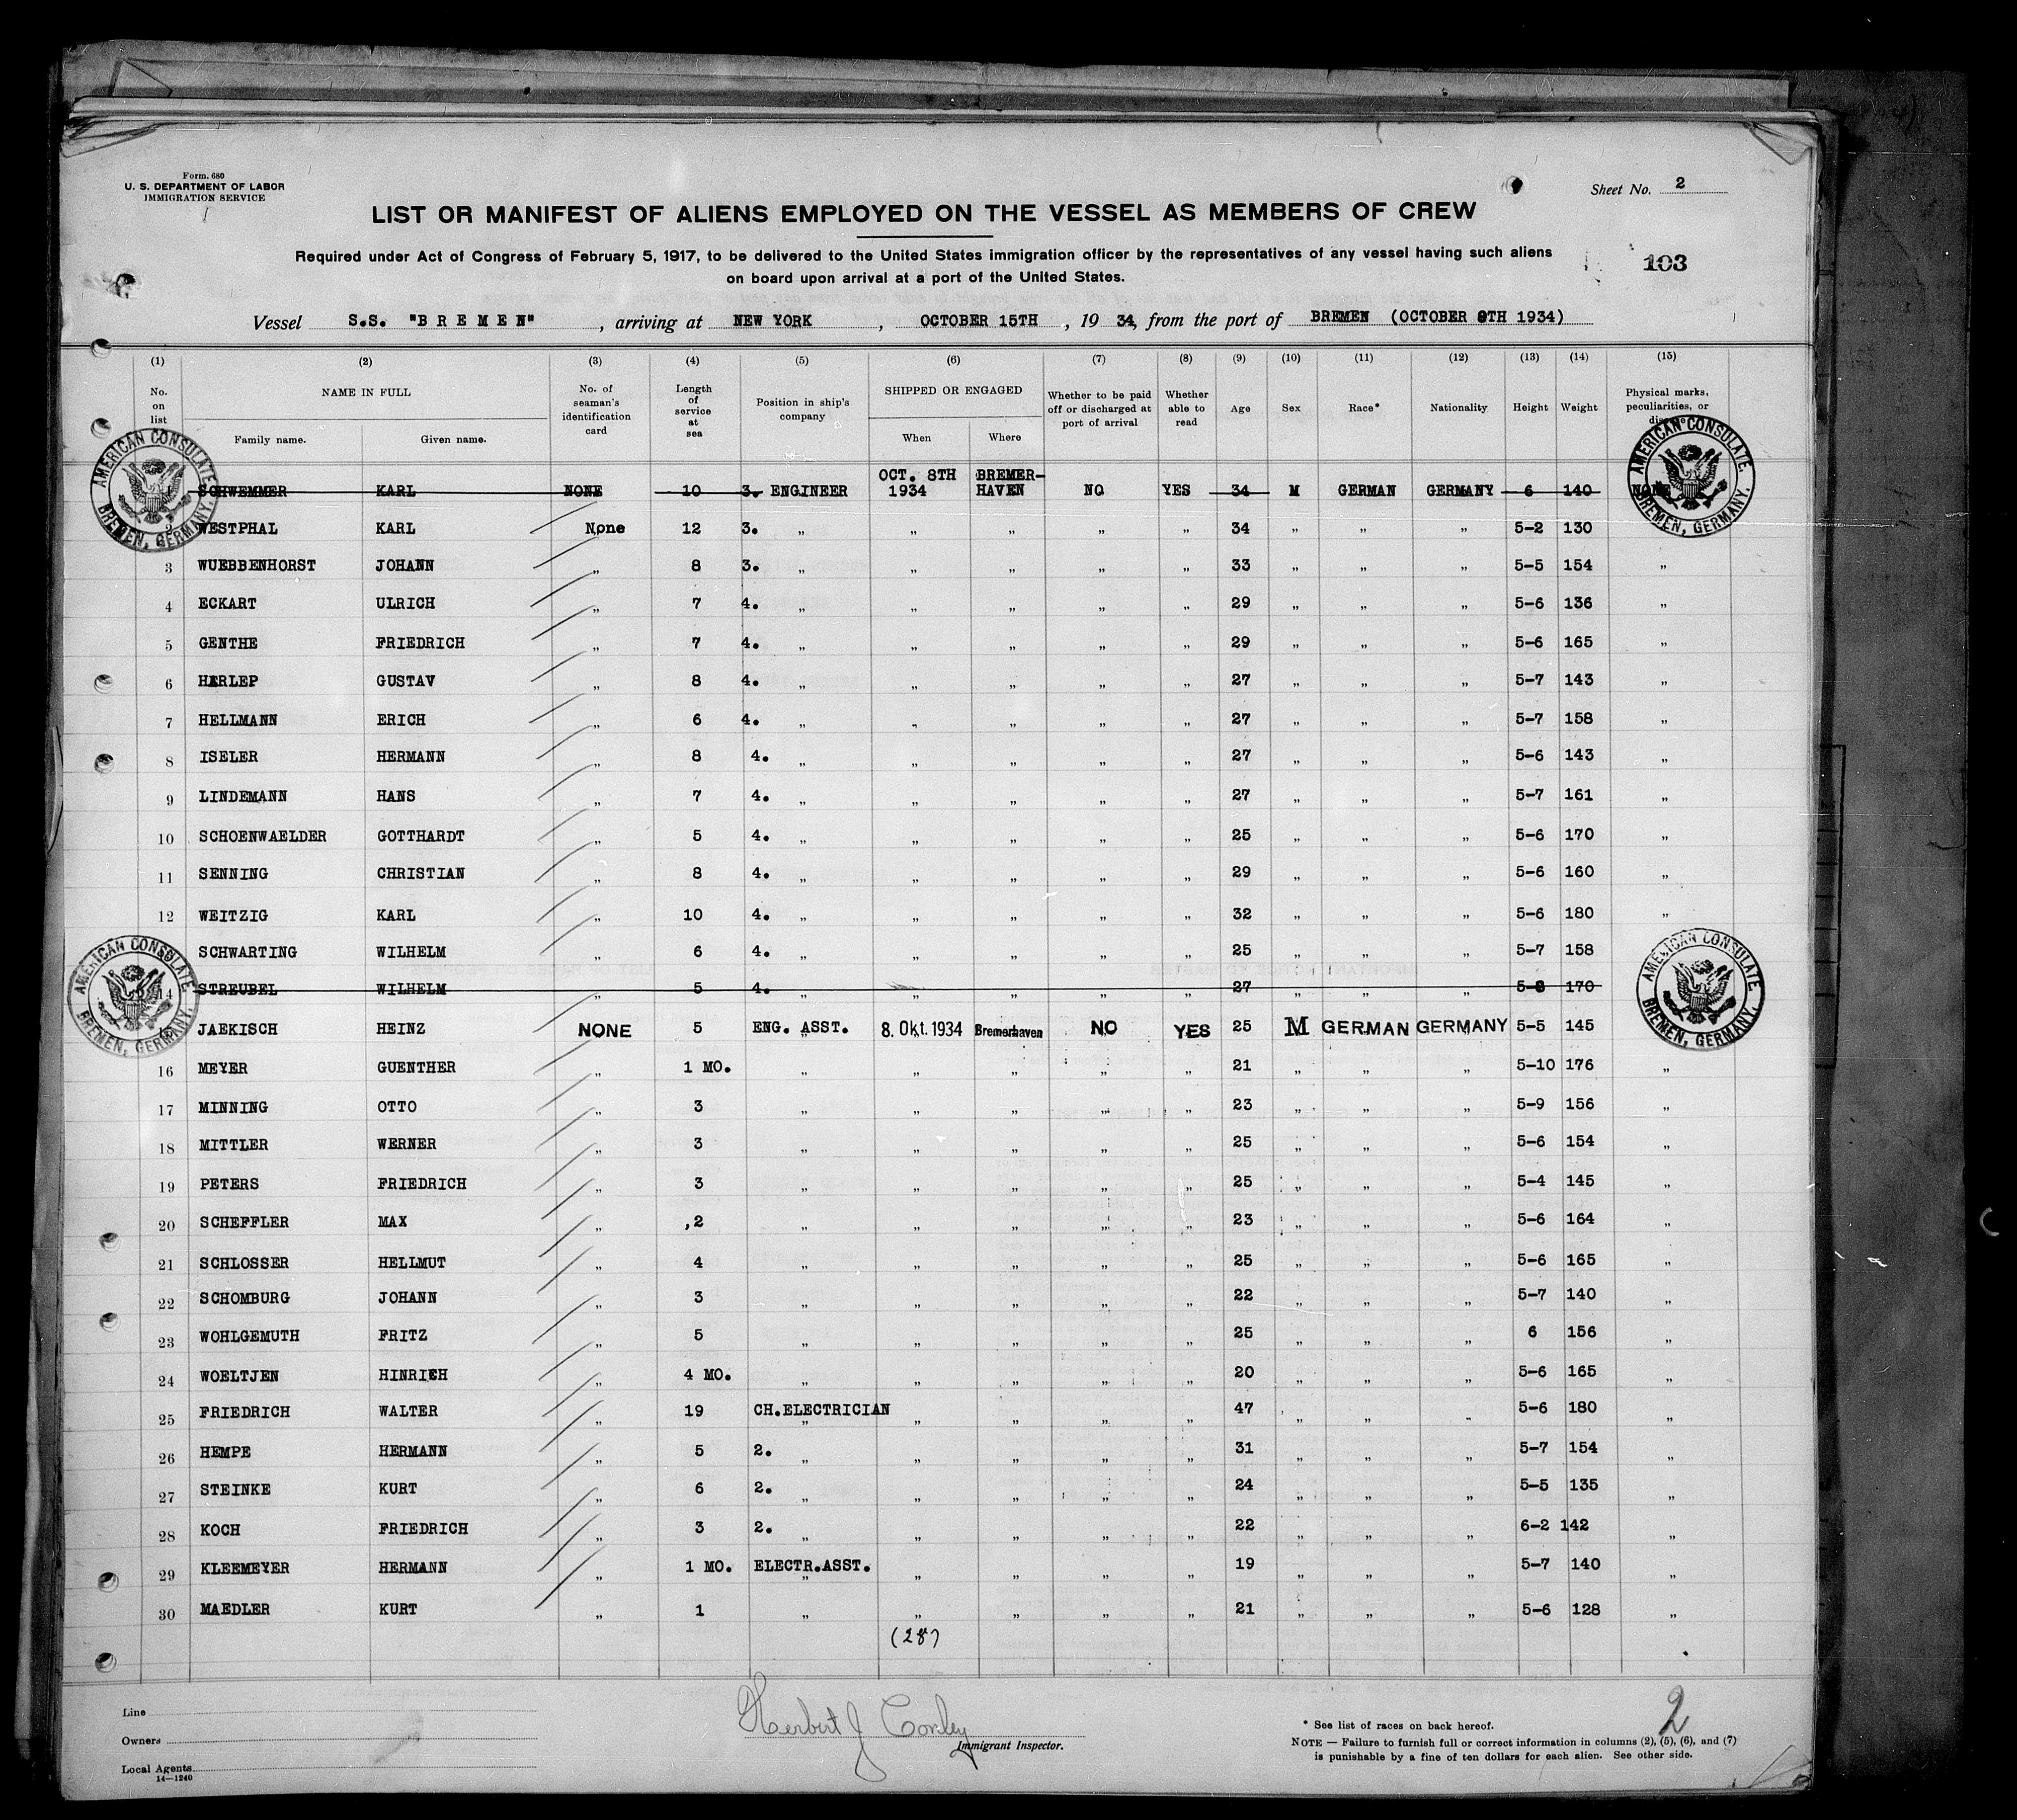 Form. 680
U. S. DEPARTMENT OF LABOR
IMMIGRATION SERVICE
Sheet No. 2
LIST OR MANIFEST OF ALIENS EMPLOYED ON THE VESSEL AS MEMBERS OF CREW
Required under Act of Congress of February 5, 1917, to be delivered to the United States immigration officer by the representatives of any vessel having such aliens
on board upon arrival at a port of the United States.
103
Vessel S.S. "B R E M E N" , arriving at NEW YORK , OCTOBER 15TH , 19 34, from the port of BREMEN (OCTOBER 8TH 1934)
(1) (2) (3) (4) (5) (6) (7) (8) (9) (10) (11) (12) (13) (14) (15)
No. on list NAME IN FULL Family name. Given name. No. of seaman's identification card Length of service at sea Position in ship's company SHIPPED OR ENGAGED When Where Whether to be paid off or discharged at port of arrival Whether able to read Age Sex Race* Nationality Height Weight Physical marks, peculiarities, or
AMERICAN CONSULATE BREMEN, GERMANY.
AMERICAN CONSULATE BREMEN, GERMANY.
SCHWEMMER KARL NONE 10 3. ENGINEER OCT. 8TH 1934 BREMER-HAVEN NO YES 34 M GERMAN GERMANY 6 140 NONE
2 WESTPHAL KARL None 12 3. " " " " " 34 " " " 5-2 130
3 WUEBBENHORST JOHANN " 8 3. " " " " " 33 " " " 5-5 154 "
4 ECKART ULRICH " 7 4. " " " " " 29 " " " 5-6 136 "
5 GENTHE FRIEDRICH " 7 4. " " " " " 29 " " " 5-6 165 "
6 HARLEP GUSTAV " 8 4. " " " " " 27 " " " 5-7 143 "
7 HELLMANN ERICH " 6 4. " " " " " 27 " " " 5-7 158 "
8 ISELER HERMANN " 8 4. " " " " " 27 " " " 5-6 143 "
9 LINDEMANN HANS " 7 4. " " " " " 27 " " " 5-7 161 "
10 SCHOENWAELDER GOTTHARDT " 5 4. " " " " " 25 " " " 5-6 170 "
11 SENNING CHRISTIAN " 8 4. " " " " " 29 " " " 5-6 160 "
12 WEITZIG KARL " 10 4. " " " " " 32 " " " 5-6 180 "
SCHWARTING WILHELM " 6 4. " " " " " 25 " " " 5-7 158
14 STREUBEL WILHELM " 5 4. " " " " " 27 " " " 5-8 170
AMERICAN CONSULATE BREMEN, GERMANY.
AMERICAN CONSULATE BREMEN, GERMANY.
JAEKISCH HEINZ NONE 5 ENG. ASST. 8. Okt. 1934 Bremerhaven NO YES 25 M GERMAN GERMANY 5-5 145
16 MEYER GUENTHER " 1 MO. " " " " " 21 " " " 5-10 176 "
17 MINNING OTTO " 3 " " " " " 23 " " " 5-9 156 "
18 MITTLER WERNER " 3 " " " " " 25 " " " 5-6 154 "
19 PETERS FRIEDRICH " 3 " " " " " 25 " " " 5-4 145 "
20 SCHEFFLER MAX " ,2 " " " " " 23 " " " 5-6 164 "
21 SCHLOSSER HELLMUT " 4 " " " " " 25 " " " 5-6 165 "
22 SCHOMBURG JOHANN " 3 " " " " " 22 " " " 5-7 140 "
23 WOHLGEMUTH FRITZ " 5 " " " " " 25 " " " 6 156 "
24 WOELTJEN HINRICH " 4 MO. " " " " " 20 " " " 5-6 165 "
25 FRIEDRICH WALTER " 19 CH.ELECTRICIAN " " " " 47 " " " 5-6 180 "
26 HEMPE HERMANN " 5 2. " " " " " 31 " " " 5-7 154 "
27 STEINKE KURT " 6 2. " " " " " 24 " " " 5-5 135 "
28 KOCH FRIEDRICH " 3 2. " " " " " 22 " " " 6-2 142 "
29 KLEEMEYER HERMANN " 1 MO. ELECTR.ASST. " " " " 19 " " " 5-7 140 "
30 MAEDLER KURT " 1 " " " " " 21 " " " 5-6 128 "
(28)
Line
Owners
Local Agents
14—1240
Herbert J Conley
Immigrant Inspector.
* See list of races on back hereof.
NOTE — Failure to furnish full or correct information in columns (2), (5), (6), and (7)
is punishable by a fine of ten dollars for each alien. See other side.
2